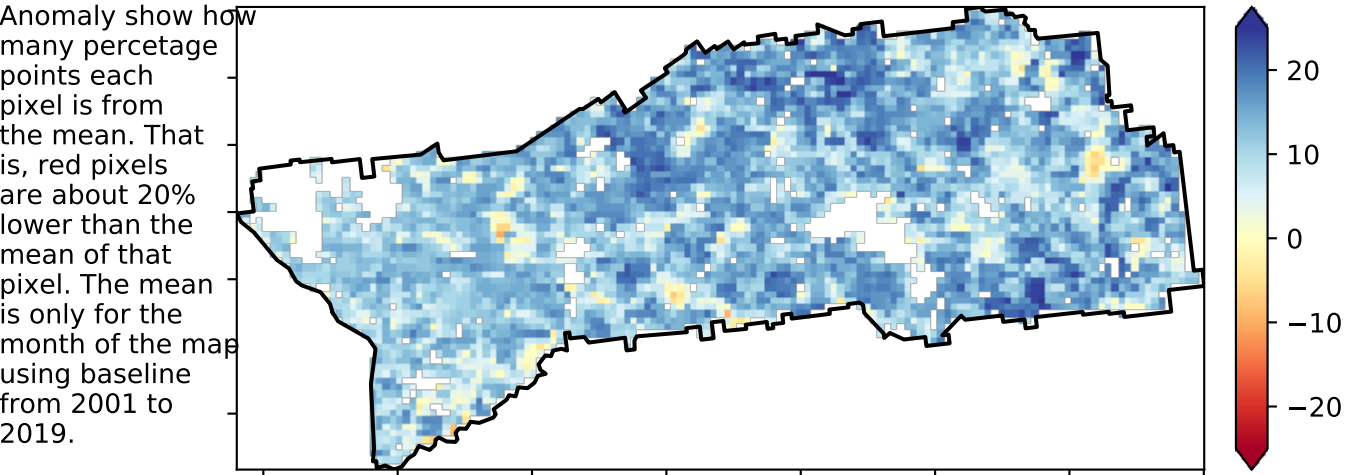 Anomaly show how
many percetage
points each
pixel is from
the mean. That
is, red pixels
are about 20%
lower than the
mean of that
pixel. The mean
is only for the
month of the map
using baseline
from 2001 to
2019.
20
10
0
−10
−20